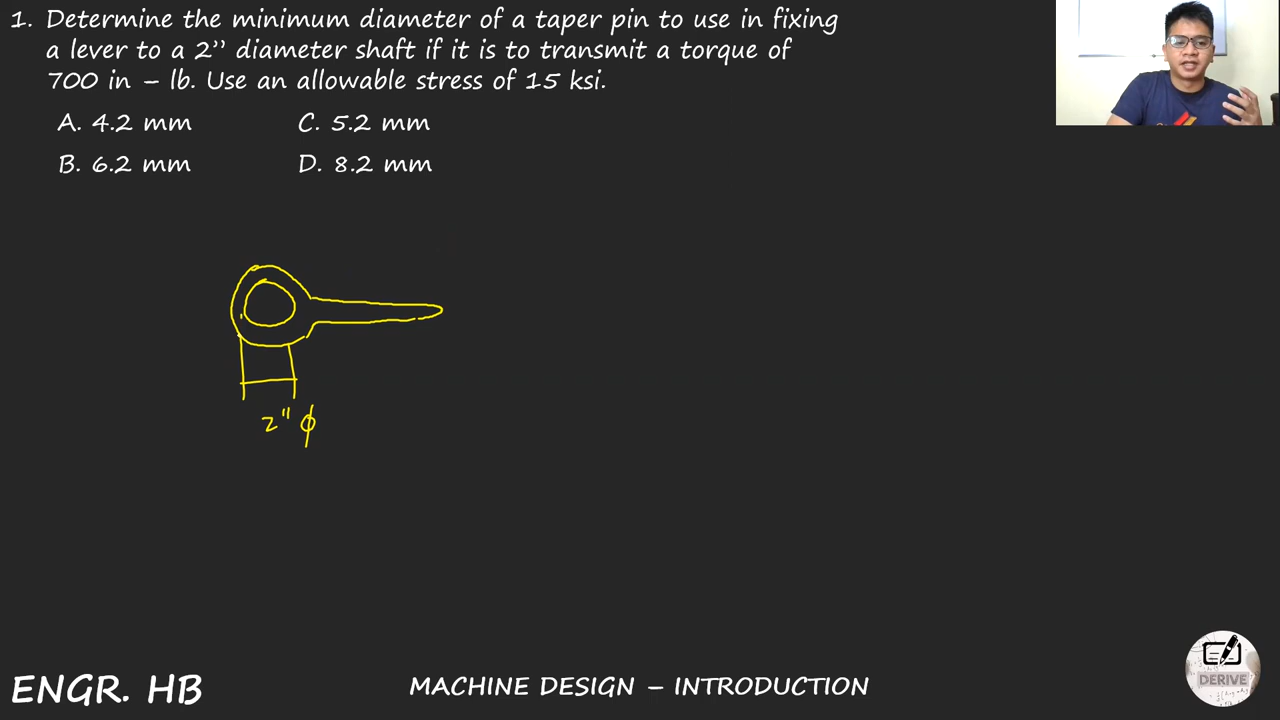 1. Determine the minimum diameter of a taper pin to use in fixing
a lever to a 2” diameter shaft if it is to transmit a torque of
700 in – lb. Use an allowable stress of 15 ksi.
A. 4.2 mm C. 5.2 mm
B. 6.2 mm D. 8.2 mm
2" ϕ
ENGR. HB
MACHINE DESIGN – INTRODUCTION
DERIVE